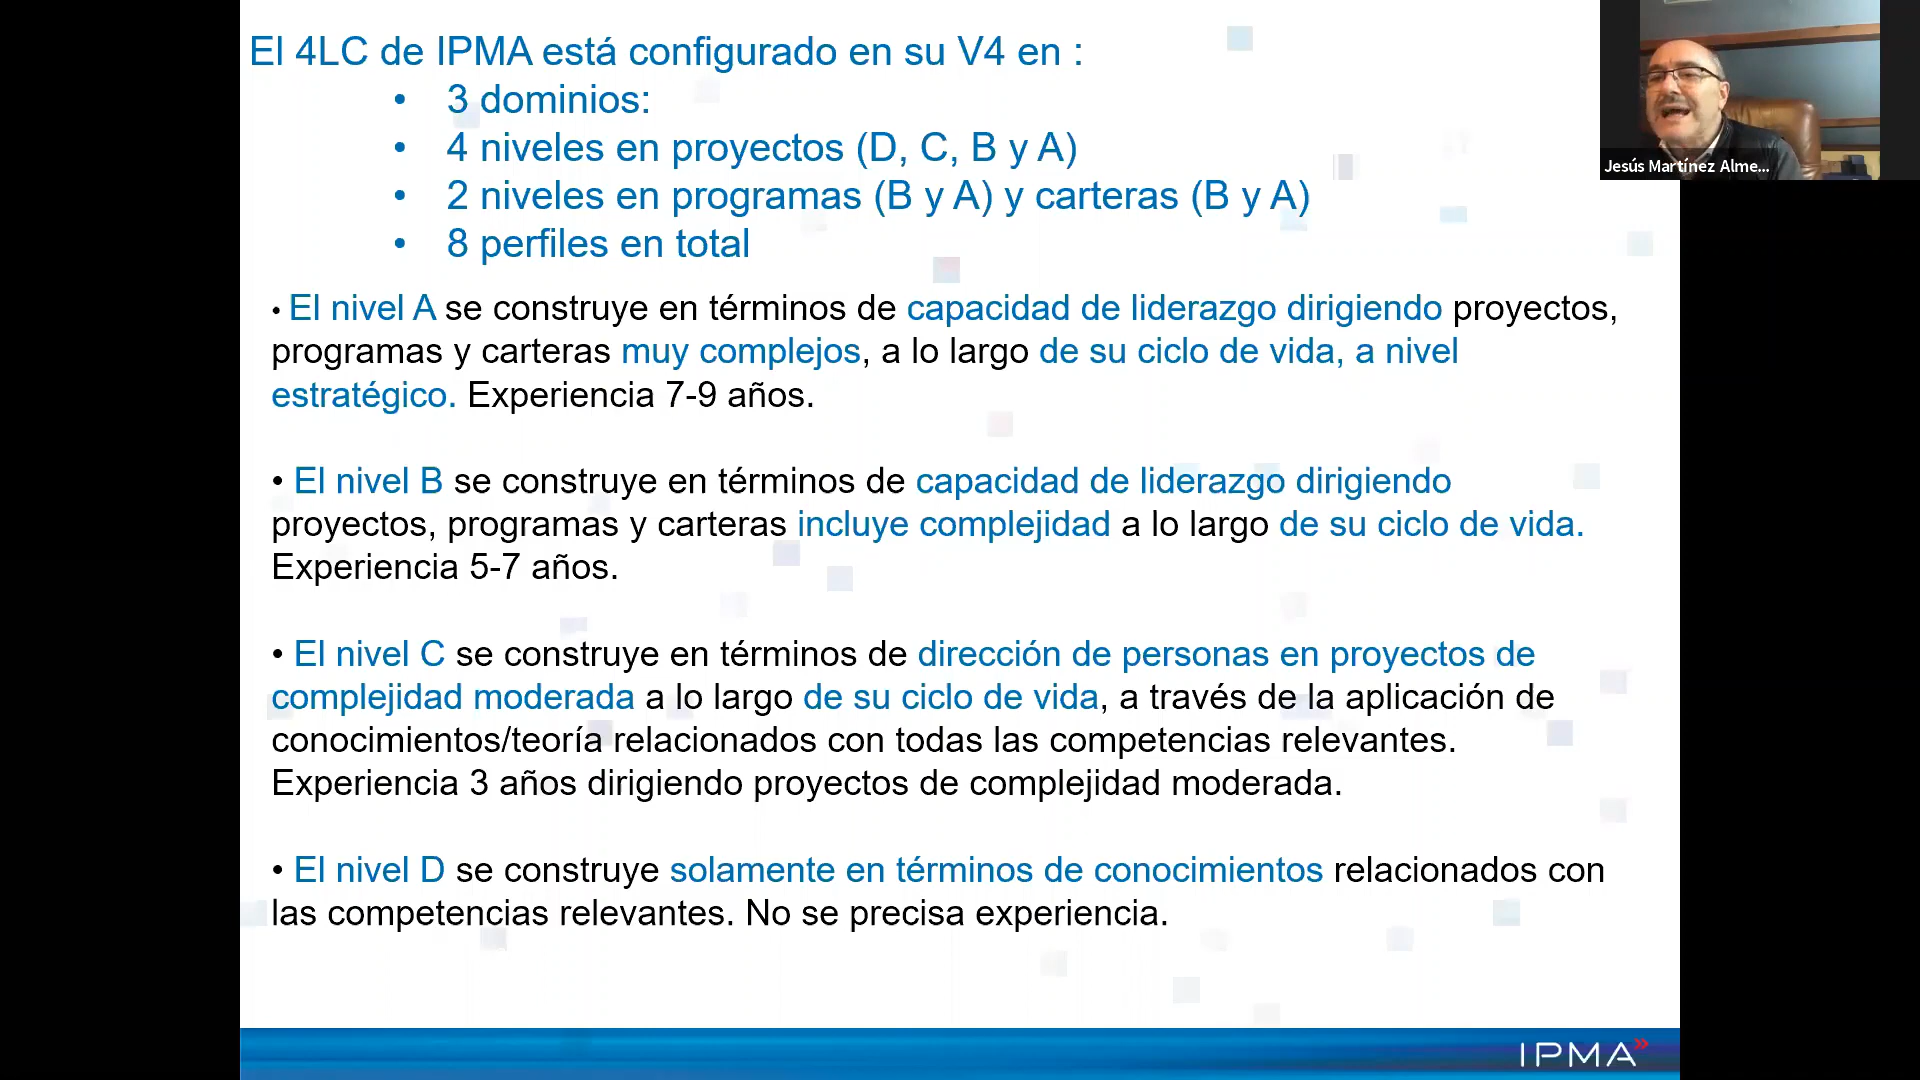 El 4LC de IPMA está configurado en su V4 en :
• 3 dominios:
• 4 niveles en proyectos (D, C, B y A)
• 2 niveles en programas (B y A) y carteras (B y A)
• 8 perfiles en total
• El nivel A se construye en términos de capacidad de liderazgo dirigiendo proyectos,
programas y carteras muy complejos, a lo largo de su ciclo de vida, a nivel
estratégico. Experiencia 7-9 años.
• El nivel B se construye en términos de capacidad de liderazgo dirigiendo
proyectos, programas y carteras incluye complejidad a lo largo de su ciclo de vida.
Experiencia 5-7 años.
• El nivel C se construye en términos de dirección de personas en proyectos de
complejidad moderada a lo largo de su ciclo de vida, a través de la aplicación de
conocimientos/teoría relacionados con todas las competencias relevantes.
Experiencia 3 años dirigiendo proyectos de complejidad moderada.
• El nivel D se construye solamente en términos de conocimientos relacionados con
las competencias relevantes. No se precisa experiencia.
Jesús Martínez Alme...
IPMA